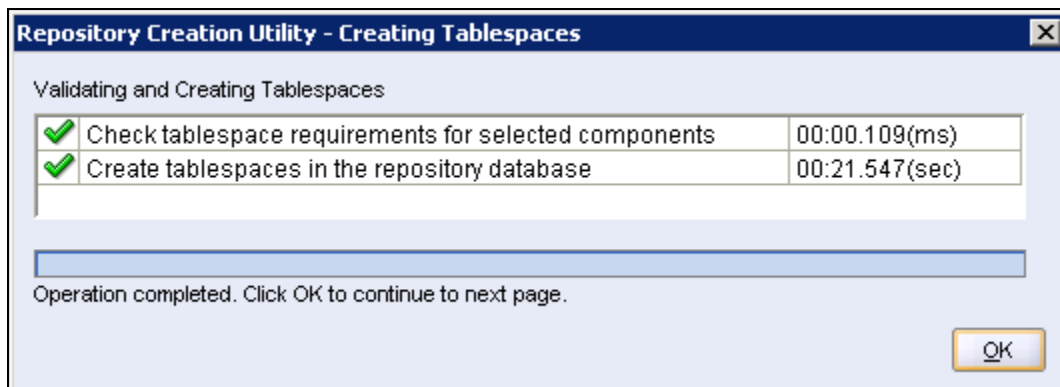 Repository Creation Utility - Creating Tablespaces
Validating and Creating Tablespaces
Check tablespace requirements for selected components 00:00.109(ms)
Create tablespaces in the repository database 00:21.547(sec)
Operation completed. Click OK to continue to next page.
OK